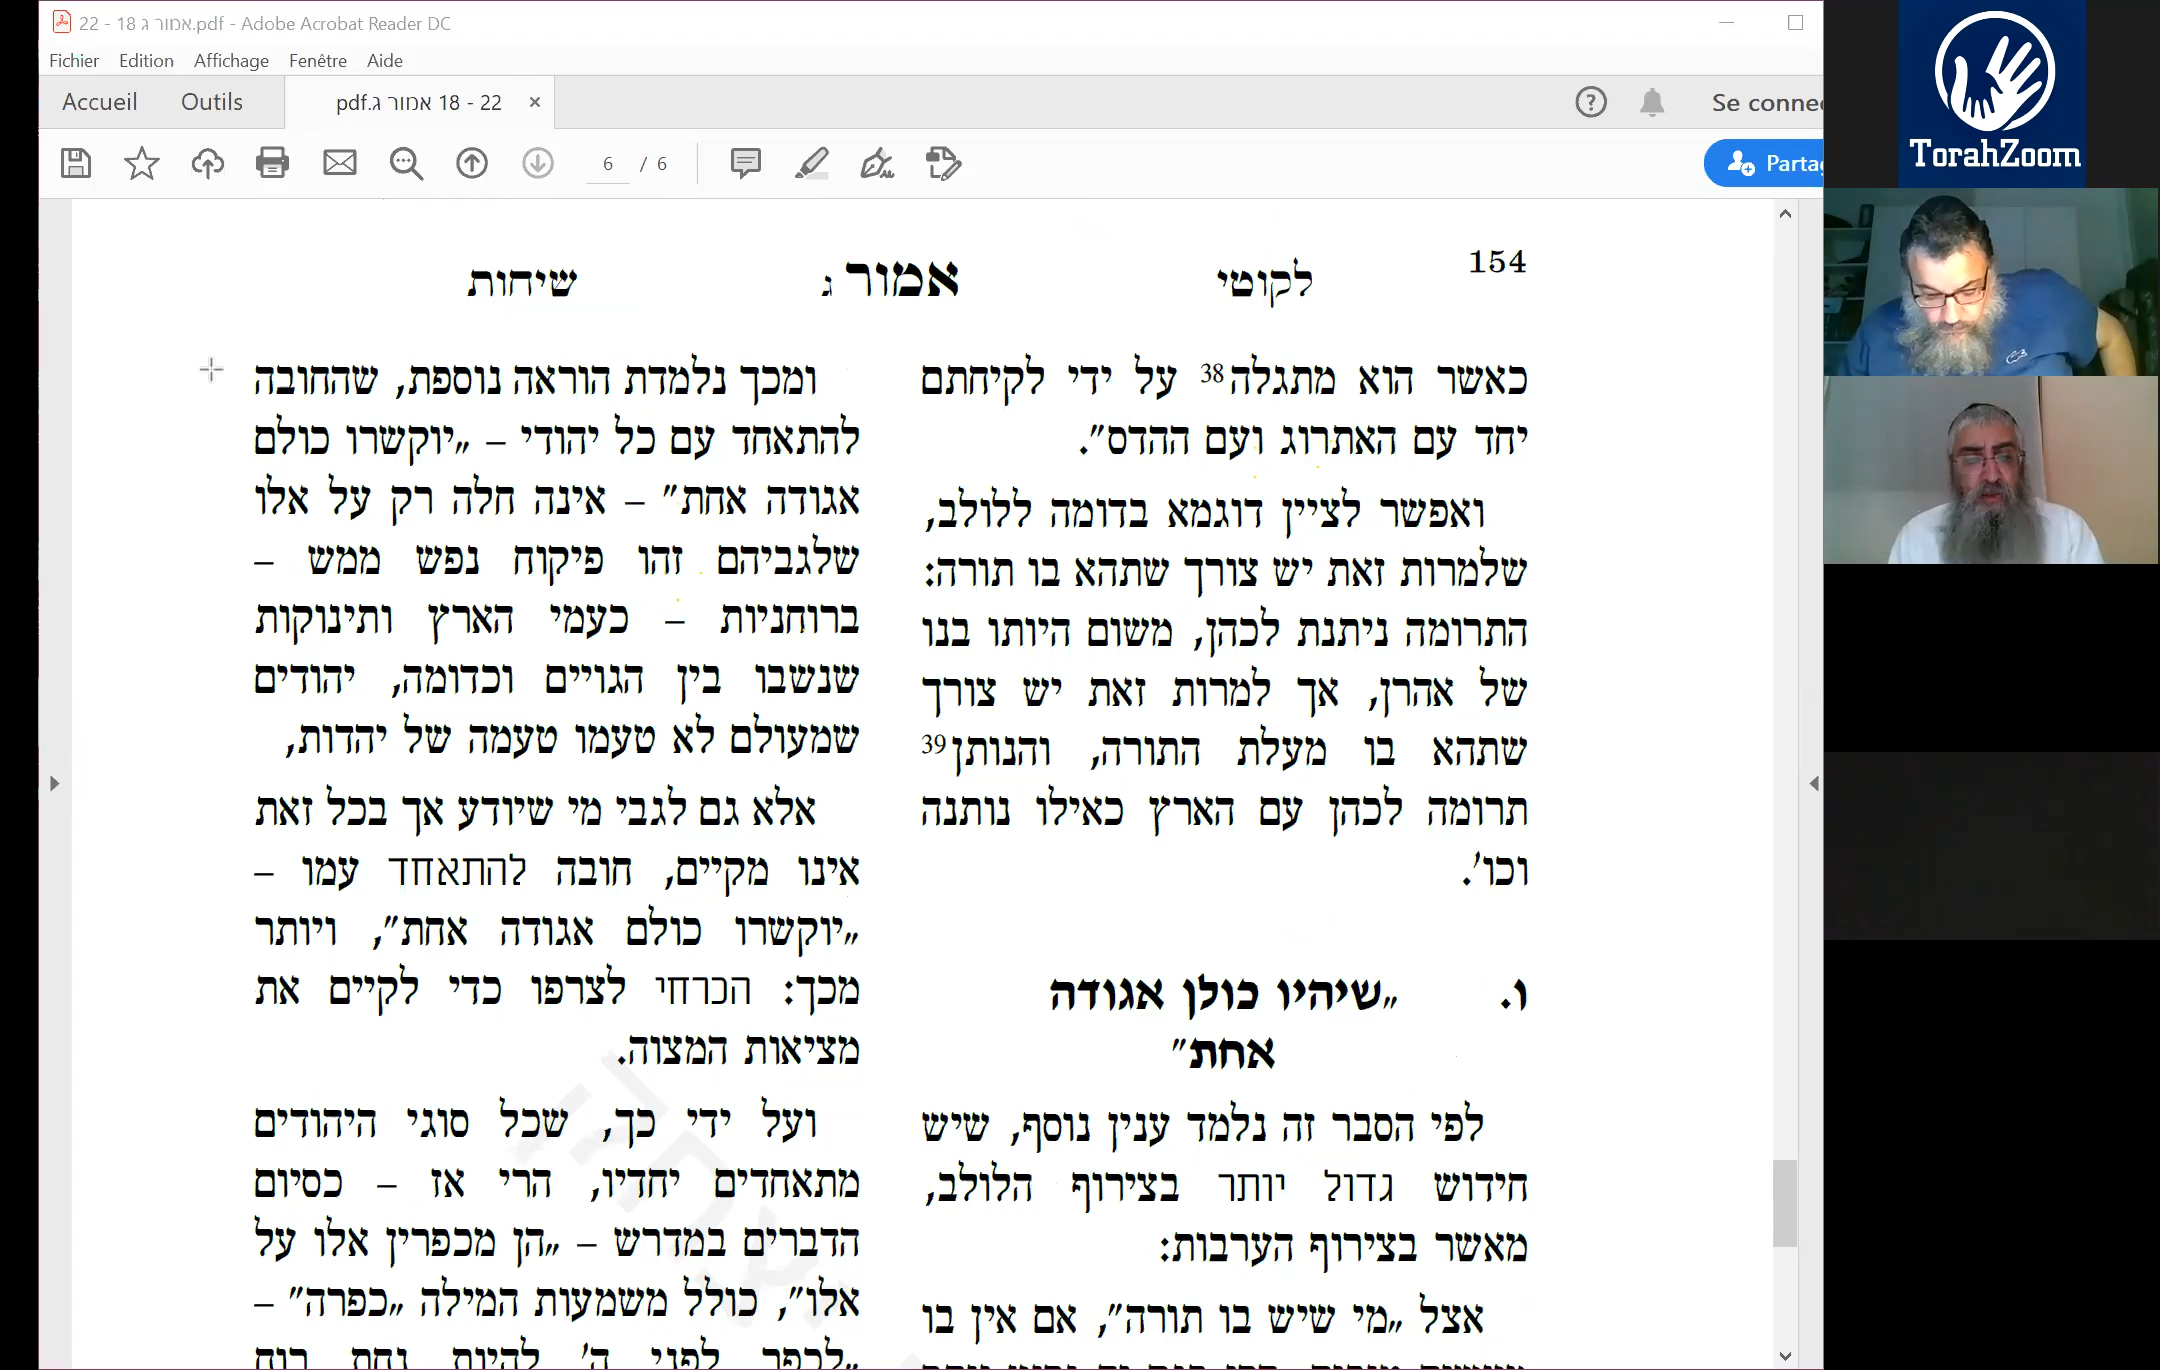 אמור ג 18 - 22.pdf - Adobe Acrobat Reader DC
Fichier Edition Affichage Fenêtre Aide
Accueil Outils
אמור ג 18 - 22.pdf
Se conne
6 / 6
Parta
TorahZoom
154
לקוטי אמור ג שיחות
כאשר הוא מתגלה38 על ידי לקיחתם
יחד עם האתרוג ועם ההדס".
ואפשר לציין דוגמא בדומה ללולב,
שלמרות זאת יש צורך שתהא בו תורה:
התרומה ניתנת לכהן, משום היותו בנו
של אהרן, אך למרות זאת יש צורך
שתהא בו מעלת התורה, והנותן39
תרומה לכהן עם הארץ כאילו נותנה
וכו'.
ו. "שיהיו כולן אגודה
אחת"
לפי הסבר זה נלמד ענין נוסף, שיש
חידוש גדול יותר בצירוף הלולב,
מאשר בצירוף הערבות:
אצל "מי שיש בו תורה", אם אין בו
ומכך נלמדת הוראה נוספת, שהחובה
להתאחד עם כל יהודי – "יוקשרו כולם
אגודה אחת" – אינה חלה רק על אלו
שלגביהם זהו פיקוח נפש ממש –
ברוחניות – כעמי הארץ ותינוקות
שנשבו בין הגויים וכדומה, יהודים
שמעולם לא טעמו טעמה של יהדות,
אלא גם לגבי מי שיודע אך בכל זאת
אינו מקיים, חובה להתאחד עמו –
"יוקשרו כולם אגודה אחת", ויותר
מכך: הכרחי לצרפו כדי לקיים את
מציאות המצוה.
ועל ידי כך, שכל סוגי היהודים
מתאחדים יחדיו, הרי אז – כסיום
הדברים במדרש – "הן מכפרין אלו על
אלו", כולל משמעות המילה "כפרה" –
"לכפר לפני ה' להיות נחת רוח